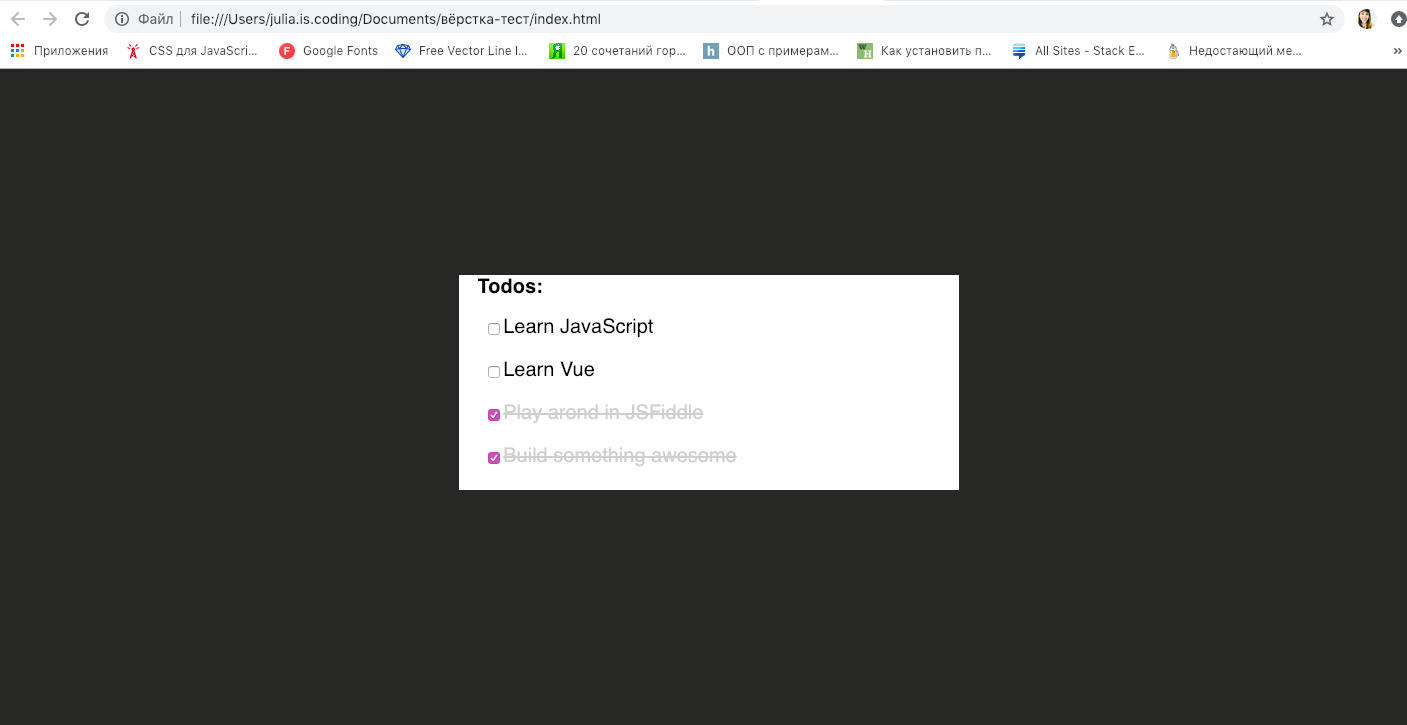 Файл file:///Users/julia.is.coding/Documents/вёрстка-тест/index.html
Приложения CSS для JavaScri... F Google Fonts Free Vector Line I... Я 20 сочетаний гор... h ООП с примерам... W H Как установить п... All Sites - Stack E... Недостающий ме... »
Todos:
Learn JavaScript
Learn Vue
Play arond in JSFiddle
Build something awesome